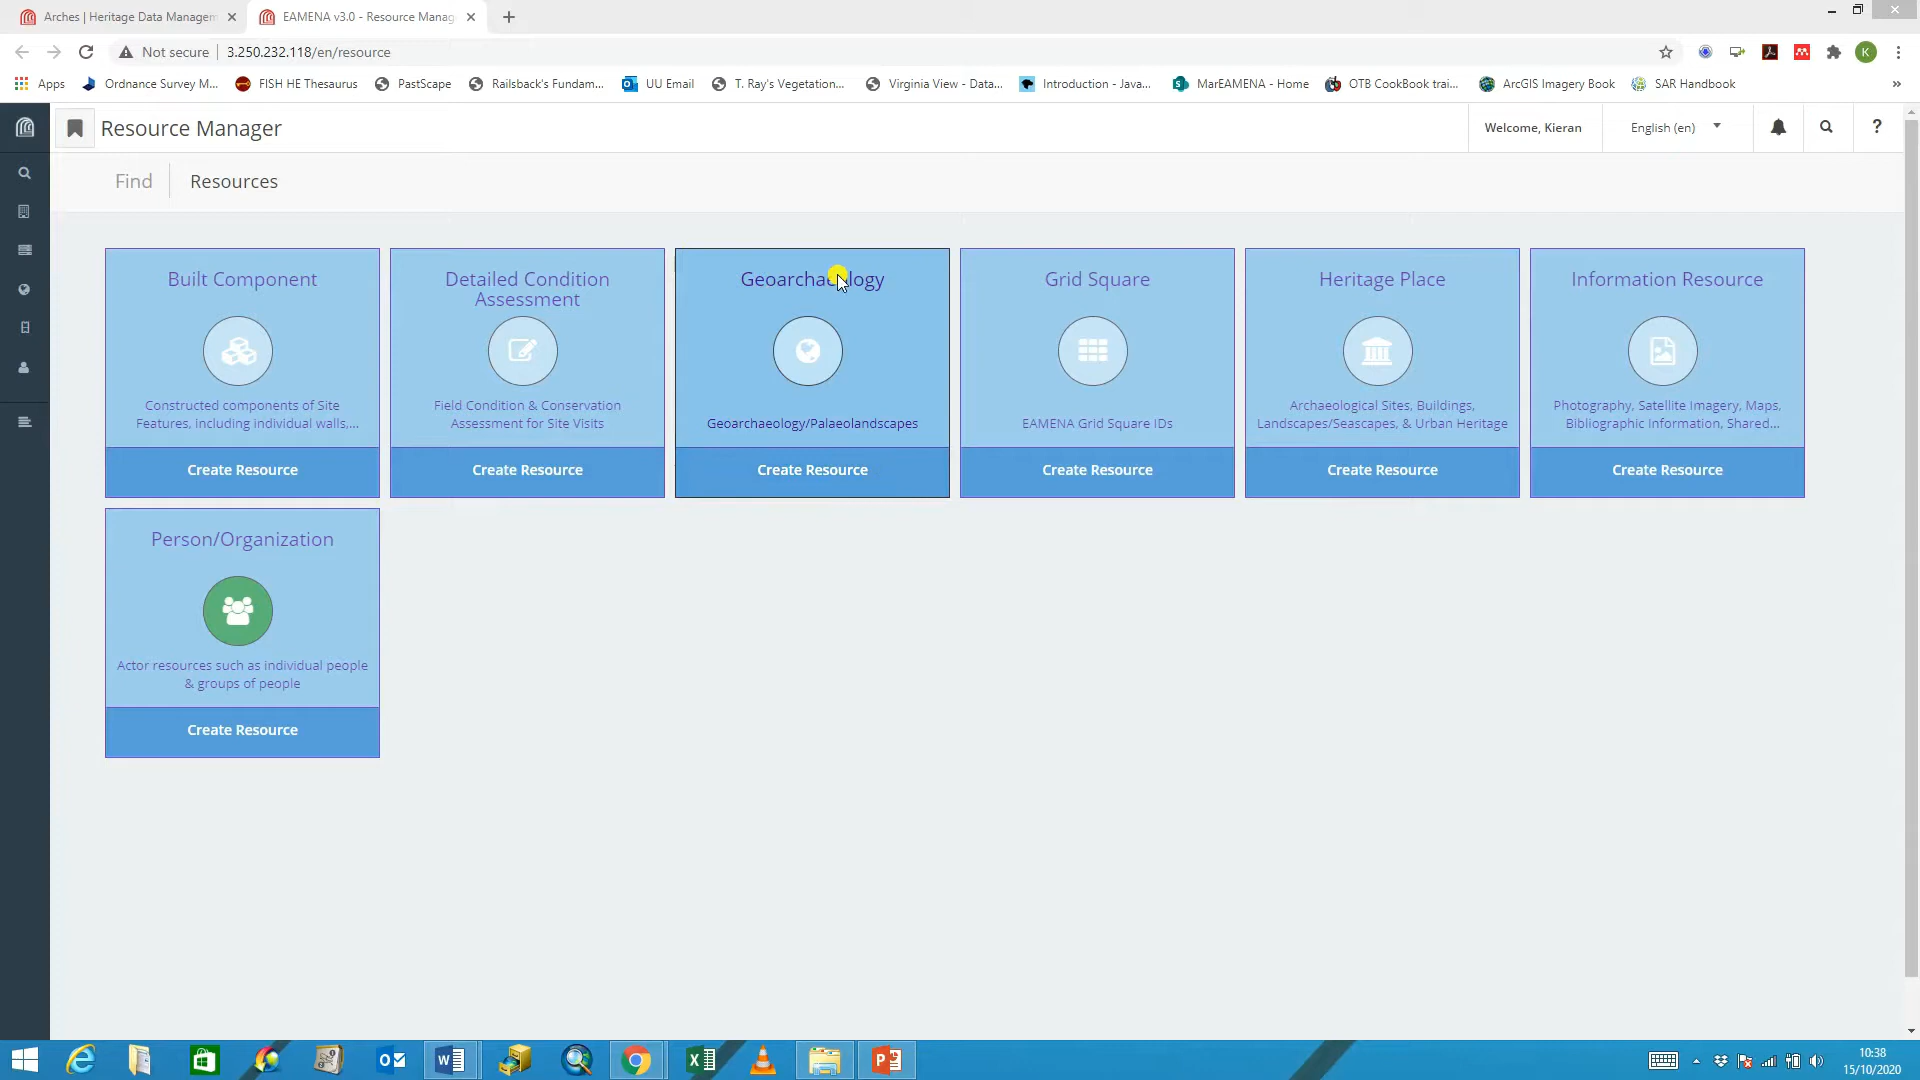 Arches | Heritage Data Managem
EAMENA v3.0 - Resource Manag
Not secure
3.250.232.118/en/resource
K
Apps
Ordnance Survey M...
FISH HE Thesaurus
PastScape
Railsback's Fundam...
UU Email
T. Ray's Vegetation...
Virginia View - Data...
Introduction - Java...
MarEAMENA - Home
OTB CookBook trai...
ArcGIS Imagery Book
SAR Handbook
»
Resource Manager
Welcome, Kieran
English (en)
?
Find
Resources
Built Component
Constructed components of Site
Features, including individual walls,...
Create Resource
Detailed Condition
Assessment
Field Condition & Conservation
Assessment for Site Visits
Create Resource
Geoarchaeology
Geoarchaeology/Palaeolandscapes
Create Resource
Grid Square
EAMENA Grid Square IDs
Create Resource
Heritage Place
Archaeological Sites, Buildings,
Landscapes/Seascapes, & Urban Heritage
Create Resource
Information Resource
Photography, Satellite Imagery, Maps,
Bibliographic Information, Shared...
Create Resource
Person/Organization
Actor resources such as individual people
& groups of people
Create Resource
10:38
15/10/2020